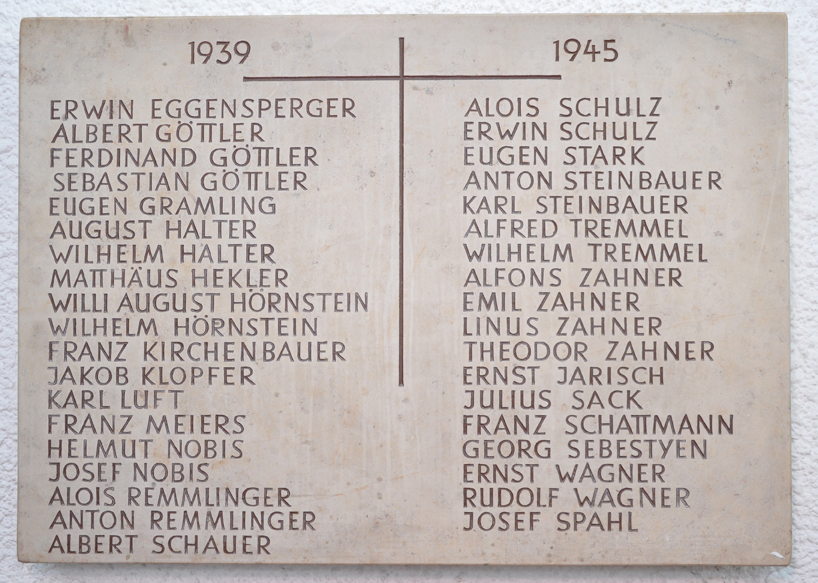 1939
1945
ERWIN EGGENSPERGER
ALBERT GÖTTLER
FERDINAND GÖTTLER
SEBASTIAN GÖTTLER
EUGEN GRAMLING
AUGUST HALTER
WILHELM HALTER
MATTHÄUS HEKLER
WILLI AUGUST HÖRNSTEIN
WILHELM HÖRNSTEIN
FRANZ KIRCHENBAUER
JAKOB KLOPFER
KARL LUFT
FRANZ MEIERS
HELMUT NOBIS
JOSEF NOBIS
ALOIS REMMLINGER
ANTON REMMLINGER
ALBERT SCHAUER
ALOIS SCHULZ
ERWIN SCHULZ
EUGEN STARK
ANTON STEINBAUER
KARL STEINBAUER
ALFRED TREMMEL
WILHELM TREMMEL
ALFONS ZAHNER
EMIL ZAHNER
LINUS ZAHNER
THEODOR ZAHNER
ERNST JARISCH
JULIUS SACK
FRANZ SCHATTMANN
GEORG SEBESTYEN
ERNST WAGNER
RUDOLF WAGNER
JOSEF SPAHL